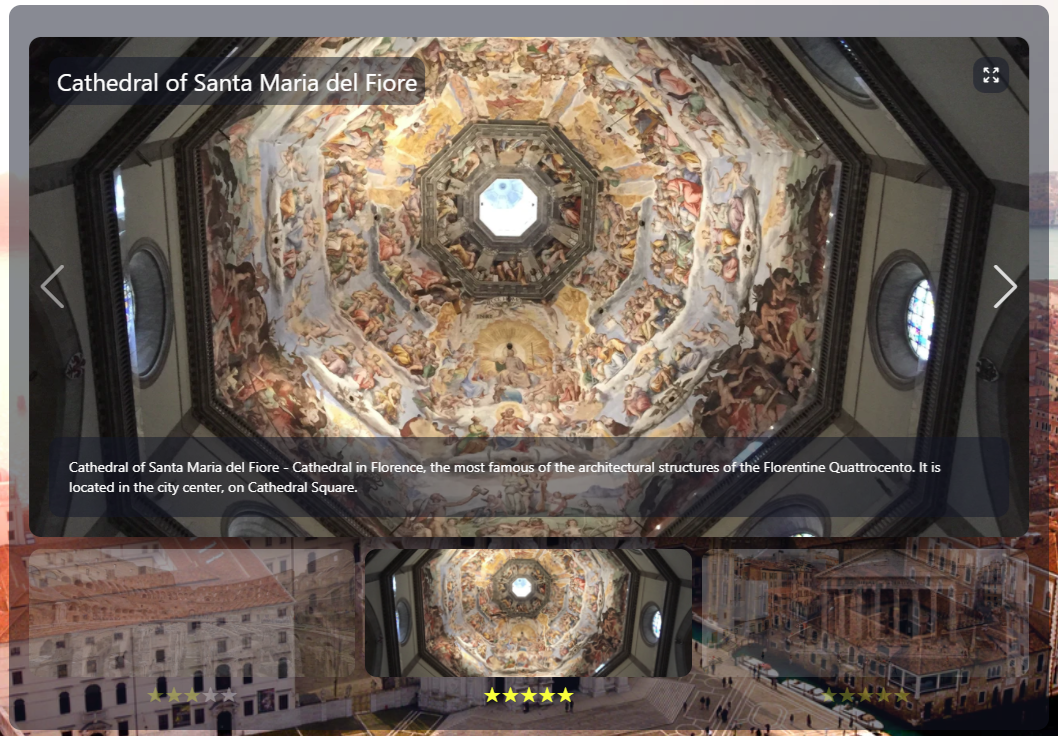 Cathedral of Santa Maria del Fiore
Cathedral of Santa Maria del Fiore - Cathedral in Florence, the most famous of the architectural structures of the Florentine Quattrocento. It is
located in the city center, on Cathedral Square.